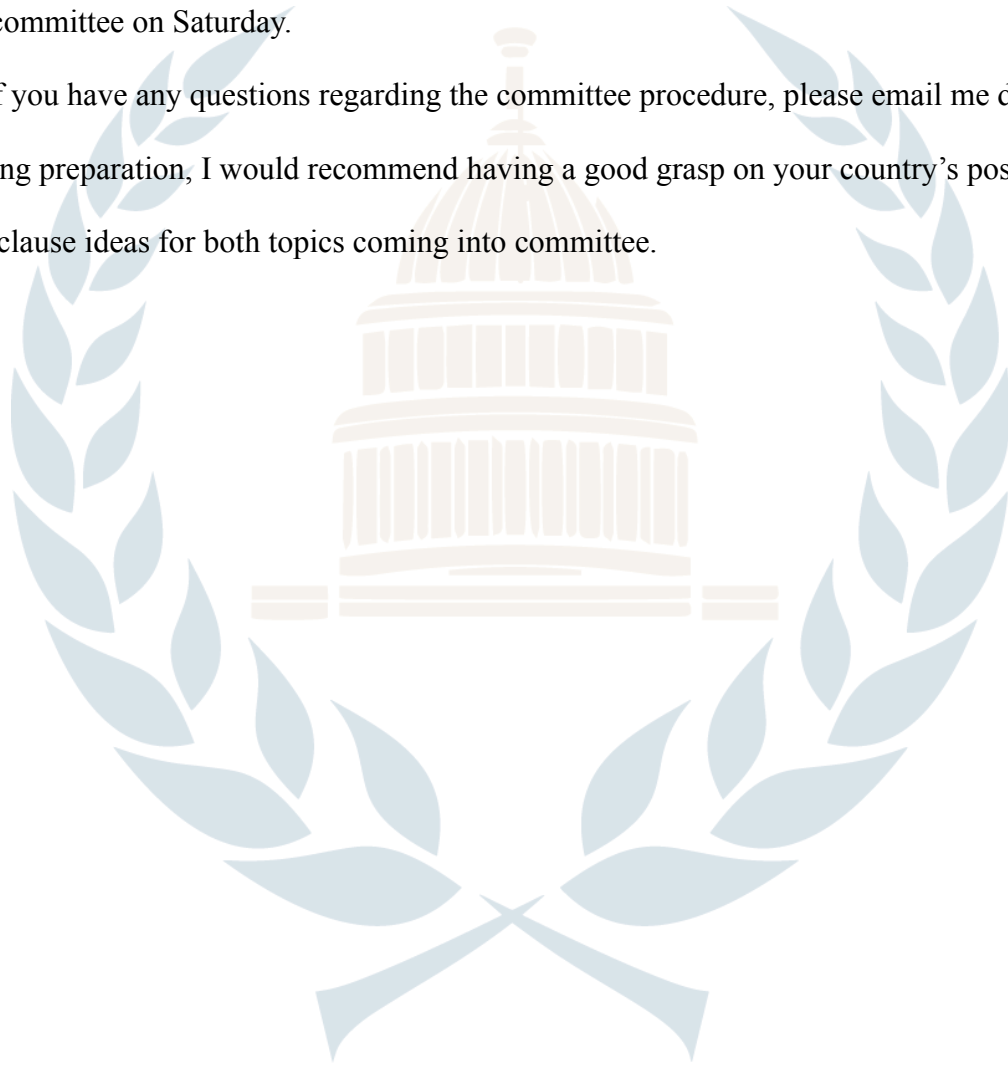 committee on Saturday.
f you have any questions regarding the committee procedure, please email me d
ng preparation, I would recommend having a good grasp on your country’s pos
clause ideas for both topics coming into committee.